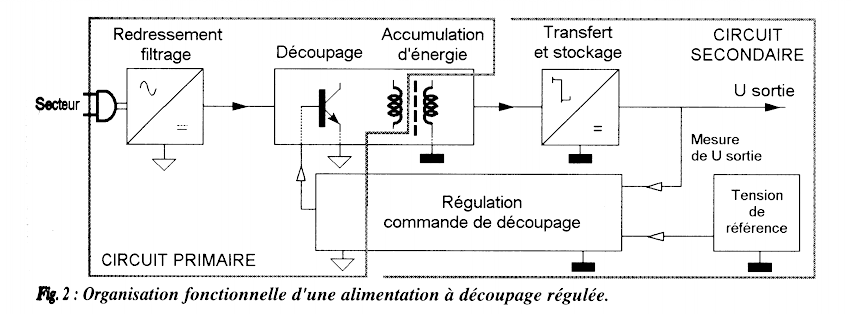 Redressement
filtrage
Découpage
Accumulation
d'énergie
Transfert
et stockage
CIRCUIT
SECONDAIRE
Secteur
U sortie
Mesure
de U sortie
Régulation
commande de découpage
Tension
de
référence
CIRCUIT PRIMAIRE
Fig. 2 : Organisation fonctionnelle d'une alimentation à découpage régulée.